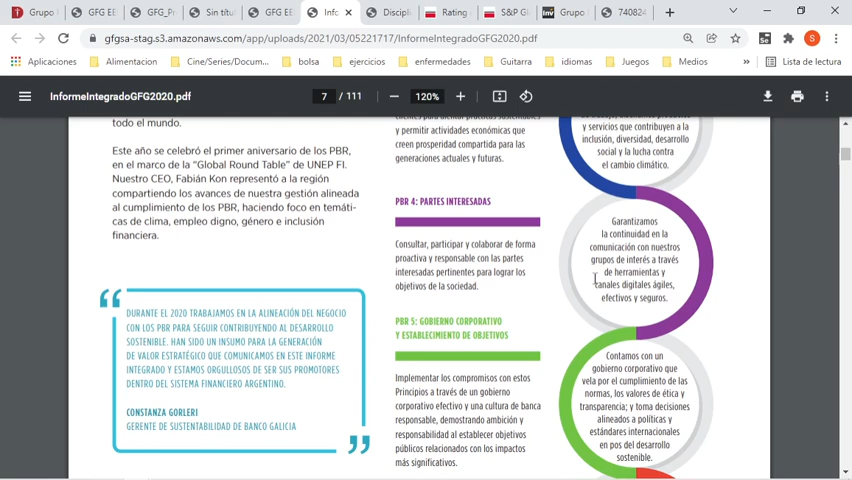 Grupo
GFG EE
GFG_Pr
Sin títu
GFG EE
Info
Discipli
Rating
S&P Gl
Grupo
740824
gfgsa-stag.s3.amazonaws.com/app/uploads/2021/03/05221717/InformeIntegradoGFG2020.pdf
Aplicaciones
Alimentacion
Cine/Series/Docum...
bolsa
ejercicios
enfermedades
Guitarra
idiomas
Juegos
Medios
Lista de lectura
InformeIntegradoGFG2020.pdf
7 / 111
120%
todo el mundo.
Este año se celebró el primer aniversario de los PBR,
en el marco de la “Global Round Table” de UNEP FI.
Nuestro CEO, Fabián Kon representó a la región
compartiendo los avances de nuestra gestión alineada
al cumplimiento de los PBR, haciendo foco en temáti-
cas de clima, empleo digno, género e inclusión
financiera.
“
DURANTE EL 2020 TRABAJAMOS EN LA ALINEACIÓN DEL NEGOCIO
CON LOS PBR PARA SEGUIR CONTRIBUYENDO AL DESARROLLO
SOSTENIBLE. HAN SIDO UN INSUMO PARA LA GENERACIÓN
DE VALOR ESTRATÉGICO QUE COMUNICAMOS EN ESTE INFORME
INTEGRADO Y ESTAMOS ORGULLOSOS DE SER SUS PROMOTORES
DENTRO DEL SISTEMA FINANCIERO ARGENTINO.
CONSTANZA GORLERI
GERENTE DE SUSTENTABILIDAD DE BANCO GALICIA
”
clientes para alentar prácticas sustentables
y permitir actividades económicas que
creen prosperidad compartida para las
generaciones actuales y futuras.
PBR 4: PARTES INTERESADAS
Consultar, participar y colaborar de forma
proactiva y responsable con las partes
interesadas pertinentes para lograr los
objetivos de la sociedad.
PBR 5: GOBIERNO CORPORATIVO
Y ESTABLECIMIENTO DE OBJETIVOS
Implementar los compromisos con estos
Principios a través de un gobierno
corporativo efectivo y una cultura de banca
responsable, demostrando ambición y
responsabilidad al establecer objetivos
públicos relacionados con los impactos
más significativos.
y servicios que contribuyen a la
inclusión, diversidad, desarrollo
social y la lucha contra
el cambio climático.
Garantizamos
la continuidad en la
comunicación con nuestros
grupos de interés a través
de herramientas y
canales digitales ágiles,
efectivos y seguros.
Contamos con un
gobierno corporativo que
vela por el cumplimiento de las
normas, los valores de ética y
transparencia; y toma decisiones
alineados a políticas y
estándares internacionales
en pos del desarrollo
sostenible.